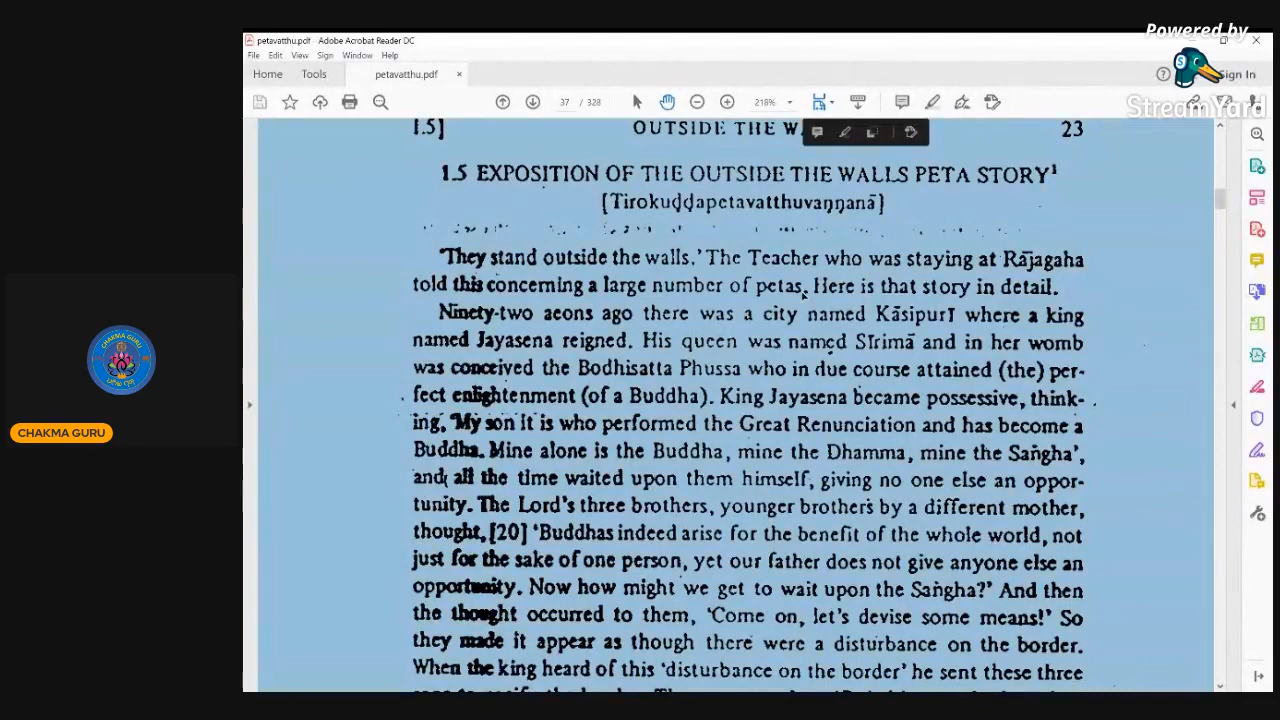 Powered by
StreamYard
petavatthu.pdf - Adobe Acrobat Reader DC
File Edit View Sign Window Help
Home Tools petavatthu.pdf × Sign In
37 / 328 218%
1.5] OUTSIDE THE 23
1.5 EXPOSITION OF THE OUTSIDE THE WALLS PETA STORY¹
[Tirokuḍḍapetavatthuvaṇṇanā]
'They stand outside the walls.' The Teacher who was staying at Rājagaha
told this concerning a large number of petas. Here is that story in detail.
Ninety-two aeons ago there was a city named Kāsipurī where a king
named Jayasena reigned. His queen was named Sīrimā and in her womb
was conceived the Bodhisatta Phussa who in due course attained (the) per-
fect enlightenment (of a Buddha). King Jayasena became possessive, think-
ing, 'My son it is who performed the Great Renunciation and has become a
Buddha. Mine alone is the Buddha, mine the Dhamma, mine the Saṅgha',
and all the time waited upon them himself, giving no one else an oppor-
tunity. The Lord's three brothers, younger brothers by a different mother,
thought, [20] 'Buddhas indeed arise for the benefit of the whole world, not
just for the sake of one person, yet our father does not give anyone else an
opportunity. Now how might we get to wait upon the Saṅgha?' And then
the thought occurred to them, 'Come on, let's devise some means!' So
they made it appear as though there were a disturbance on the border.
When the king heard of this 'disturbance on the border' he sent these three
CHAKMA GURU
CHAKMA GURU